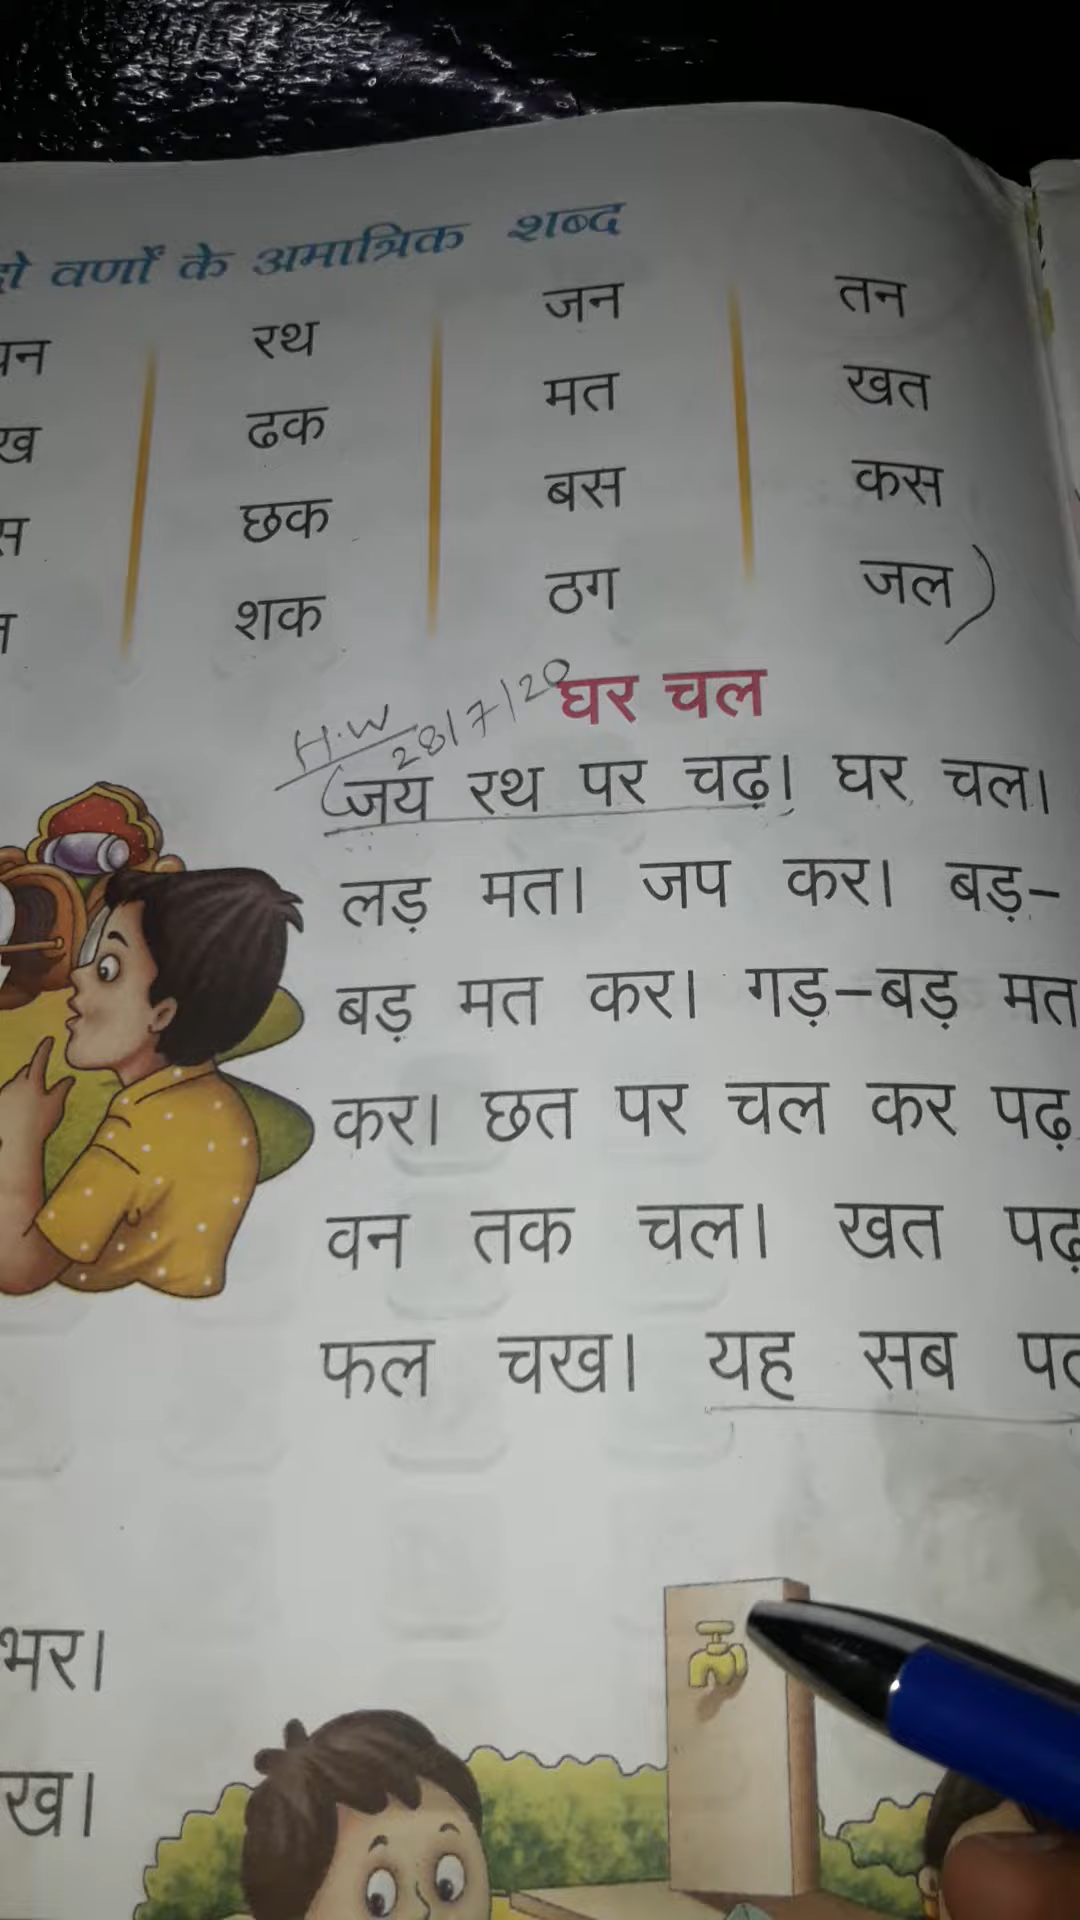 वर्णों के अमात्रिक शब्द
रथ जन तन
ढक मत खत
छक बस कस
शक ठग जल)
H.W 28/7/20
घर चल
जय रथ पर चढ़। घर चल।
लड़ मत। जप कर। बड़-
बड़ मत कर। गड़-बड़ मत
कर। छत पर चल कर पढ़
वन तक चल। खत पढ़
फल चख। यह सब
भर।